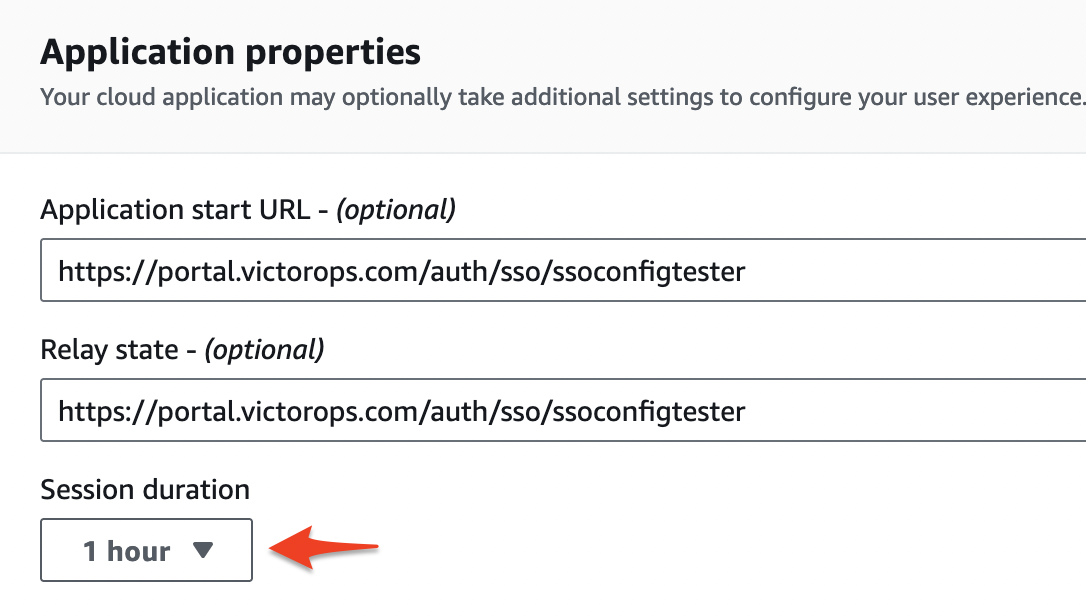 Application properties
Your cloud application may optionally take additional settings to configure your user experience.
Application start URL - (optional)
https://portal.victorops.com/auth/sso/ssoconfigtester
Relay state - (optional)
https://portal.victorops.com/auth/sso/ssoconfigtester
Session duration
1 hour